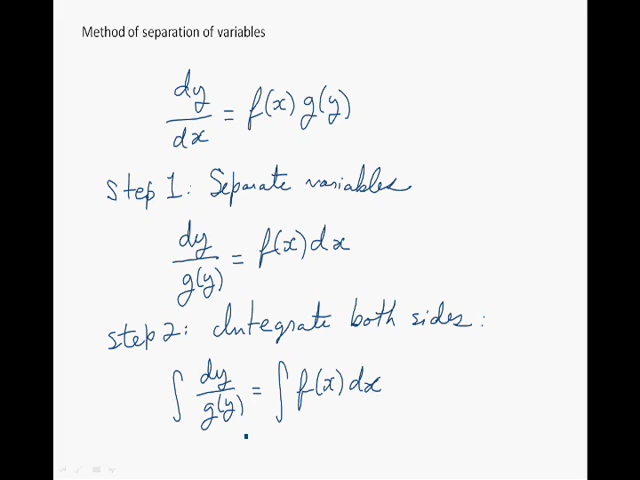 Method of separation of variables
dy/dx = f(x) g(y)
Step 1: Separate variables
dy/g(y) = f(x) dx
Step 2: Integrate both sides:
∫ dy/g(y) = ∫ f(x) dx